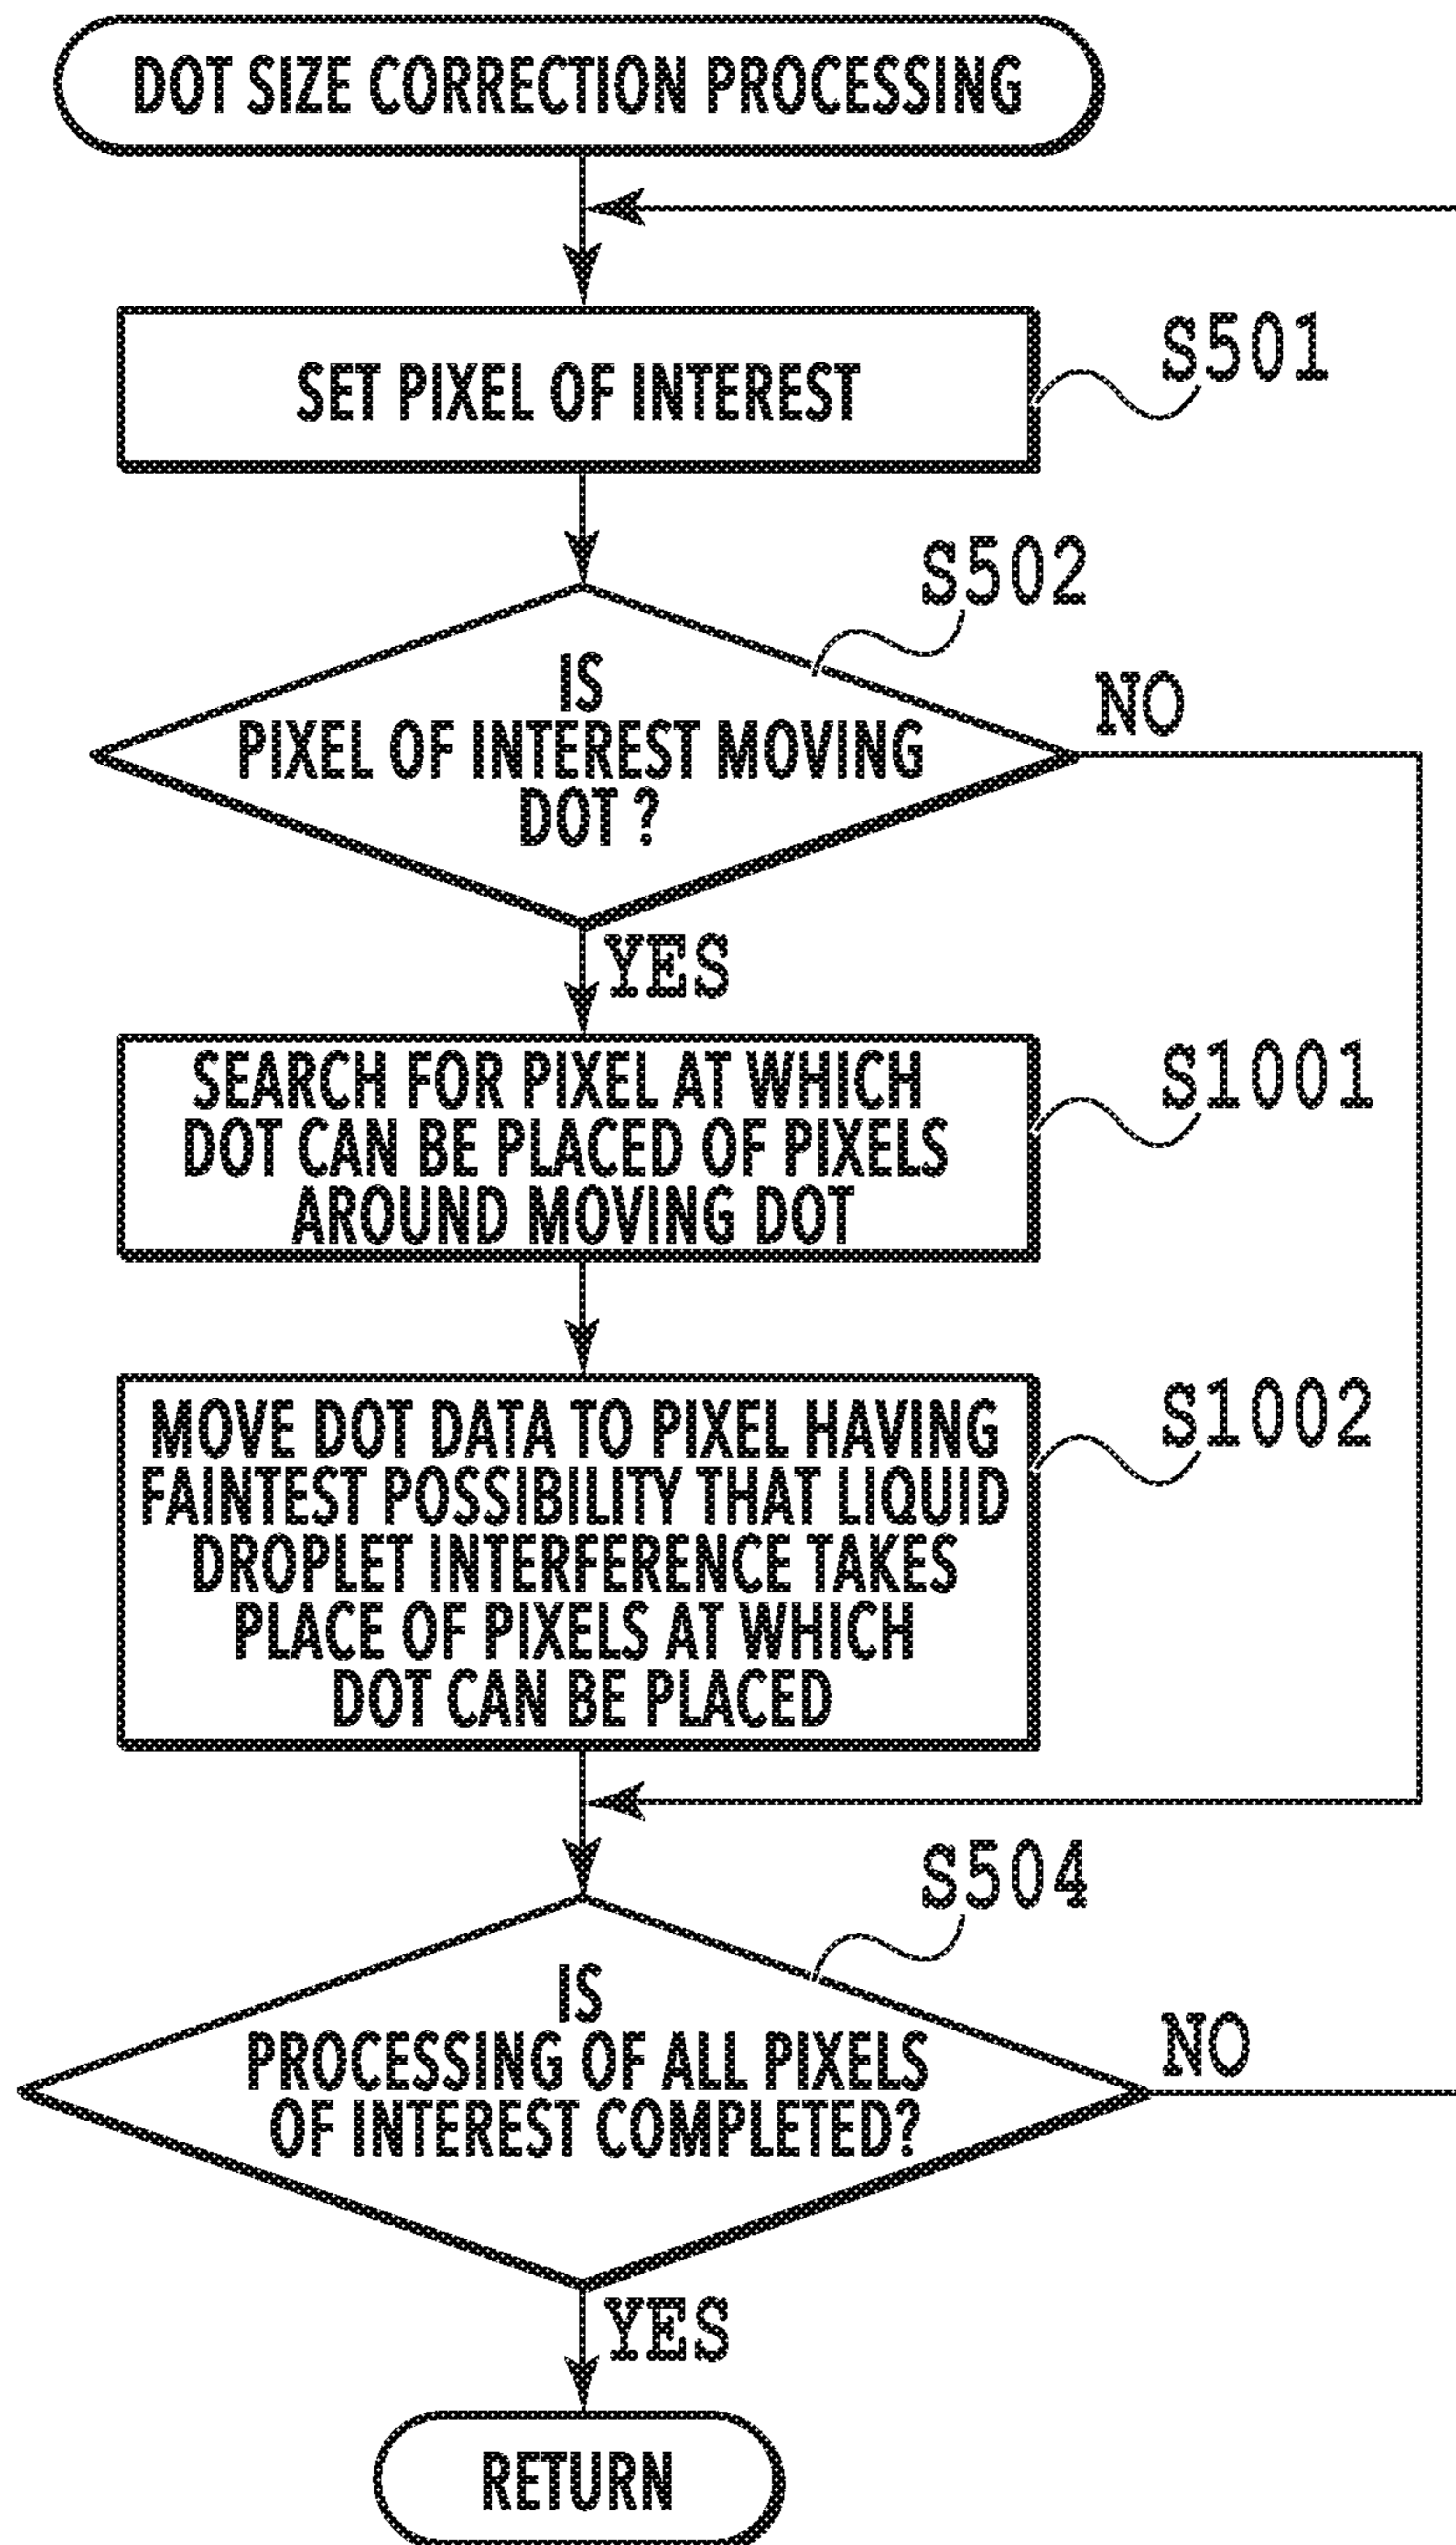 DOT SIZE CORRECTION PROCESSING
SET PIXEL OF INTEREST
S501
S502
IS
PIXEL OF INTEREST MOVING
DOT ?
NO
YES
SEARCH FOR PIXEL AT WHICH
DOT CAN BE PLACED OF PIXELS
AROUND MOVING DOT
S1001
MOVE DOT DATA TO PIXEL HAVING
FAINTEST POSSIBILITY THAT LIQUID
DROPLET INTERFERENCE TAKES
PLACE OF PIXELS AT WHICH
DOT CAN BE PLACED
S1002
S504
IS
PROCESSING OF ALL PIXELS
OF INTEREST COMPLETED?
NO
YES
RETURN